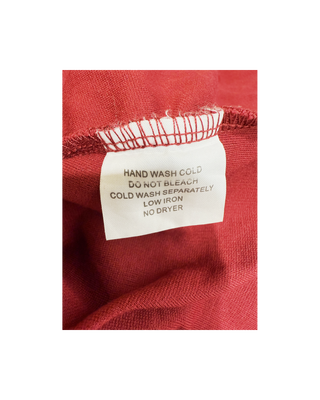 HAND WASH COLD
DO NOT BLEACH
COLD WASH SEPARATELY
LOW IRON
NO DRYER